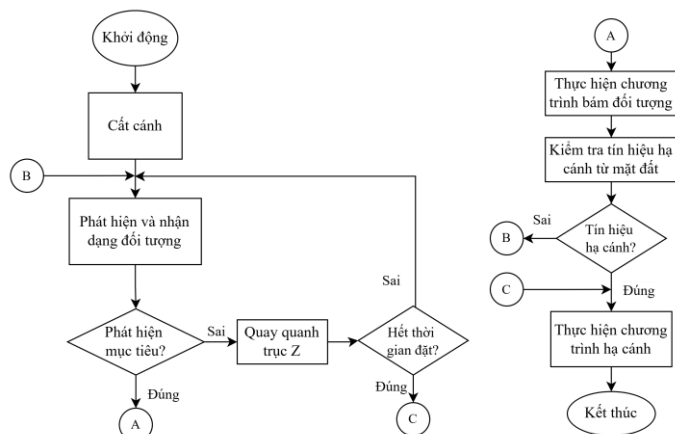 Khởi động
Cất cánh
B
Phát hiện và nhận
dạng đối tượng
Sai
Phát hiện
mục tiêu?
Sai
Quay quanh
trục Z
Hết thời
gian đặt?
Đúng
Đúng
A
C
A
Thực hiện chương
trình bám đối tượng
Kiểm tra tín hiệu hạ
cánh từ mặt đất
Sai
Tín hiệu
hạ cánh?
B
C
Đúng
Thực hiện chương
trình hạ cánh
Kết thúc